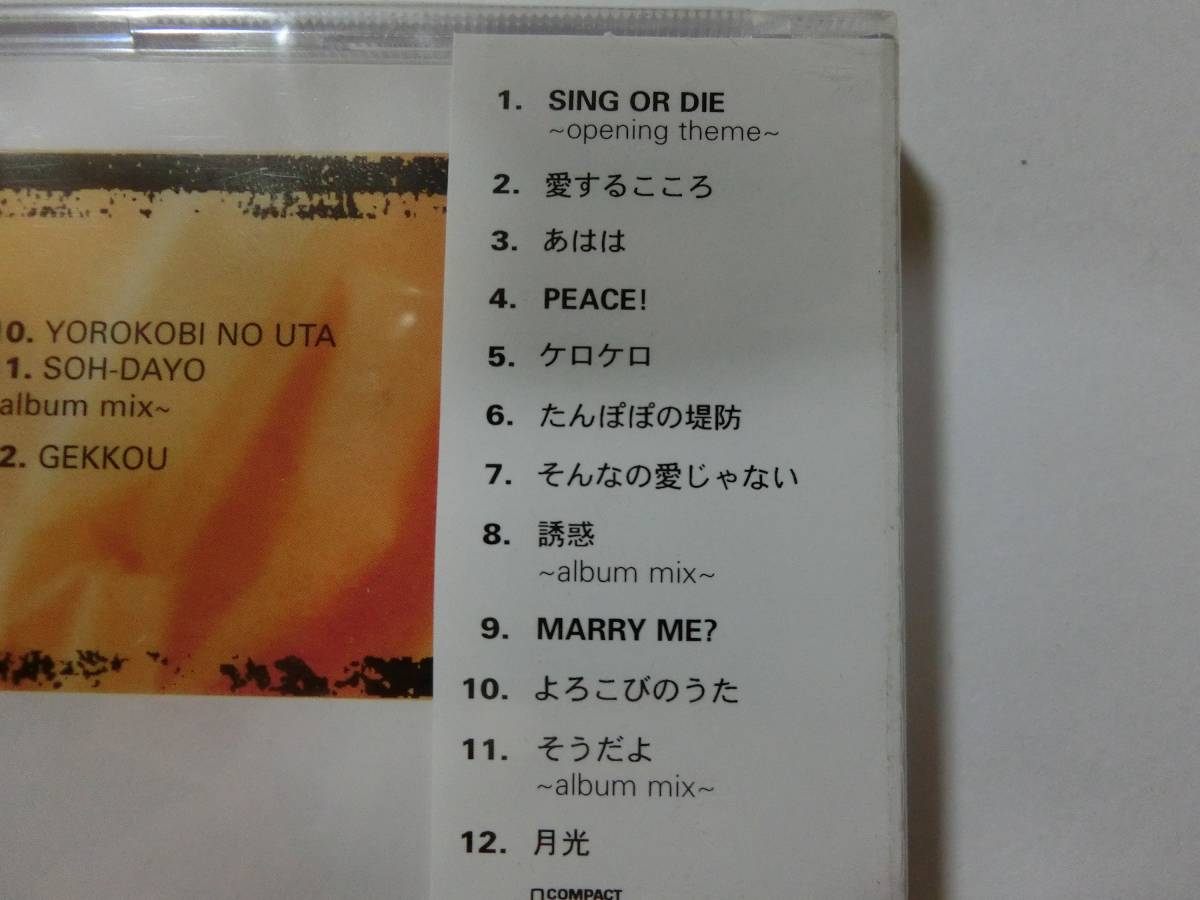 10. YOROKOBI NO UTA
11. SOH-DAYO
album mix~
12. GEKKOU
1. SING OR DIE
~opening theme~
2. 愛するこころ
3. あはは
4. PEACE!
5. ケロケロ
6. たんぽぽの堤防
7. そんなの愛じゃない
8. 誘惑
~album mix~
9. MARRY ME?
10. よろこびのうた
11. そうだよ
~album mix~
12. 月光
COMPACT